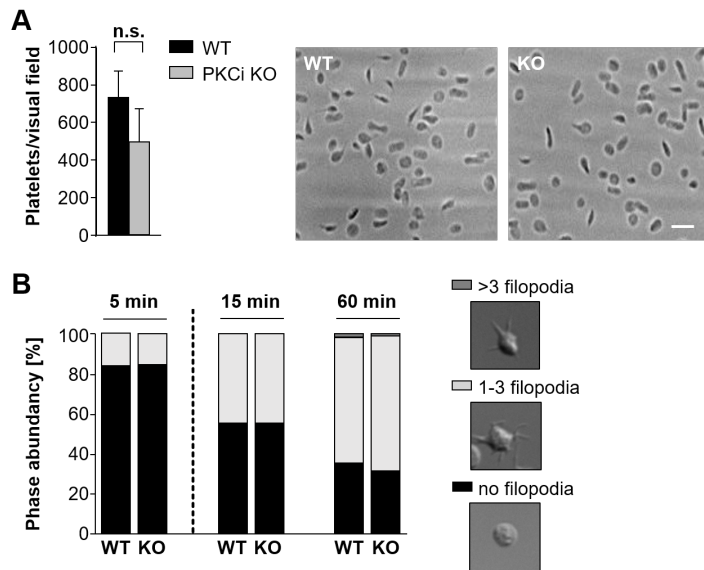 A
n.s.
1000
800
600
400
200
0
Platelets/visual field
WT
PKCi KO
WT
KO
B
5 min
15 min
60 min
100
80
60
40
20
0
Phase abundancy [%]
WT KO
WT KO
WT KO
>3 filopodia
1-3 filopodia
no filopodia